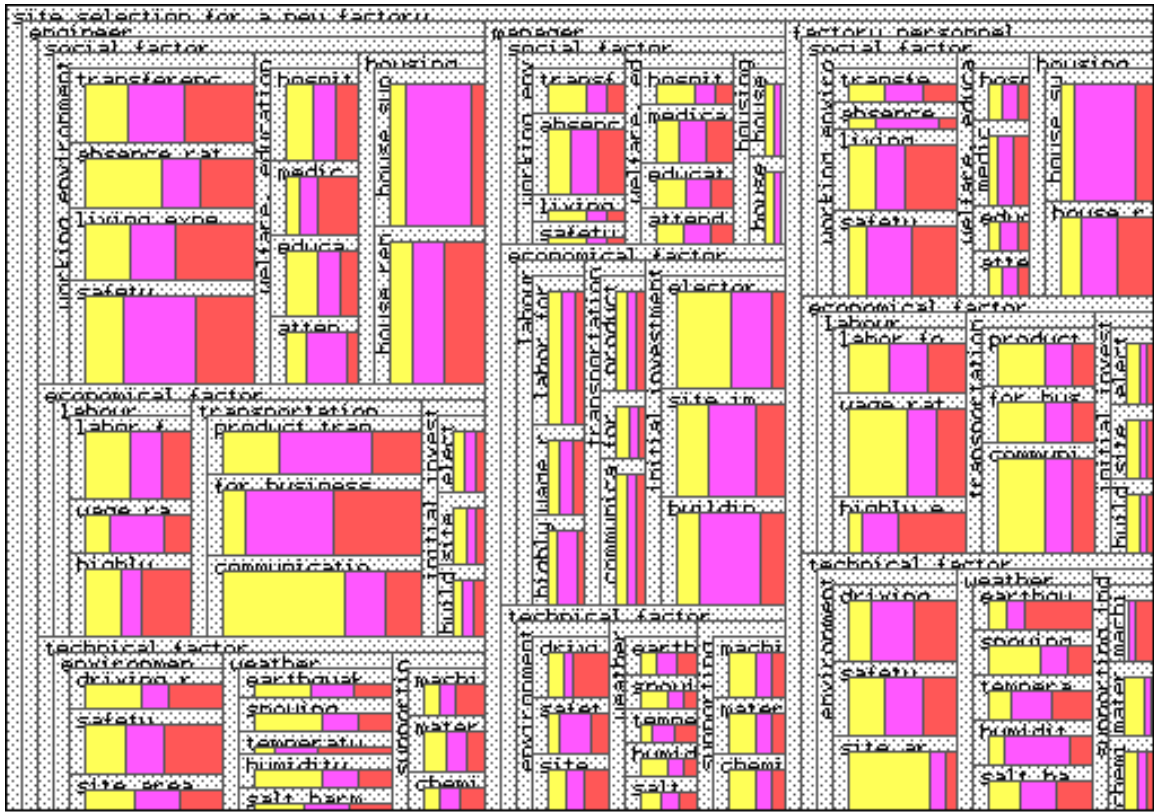 site selection for a new factory
engineer
social factor
working environment
transferenc
absence rat
living expe
safety
welfare, education
hospit
medic
educa
atten
housing
house sup
house ren
economical factor
labour
labor f
wage ra
highly
transportation
product tran
for business
communicatio
initial invest
elect
site
build
technical factor
environmen
driving r
safety
site area
weather
earthquak
snowing
temperatu
humidity
salt harm
supporting
machi
mater
chemi
manager
social factor
working env
transf
absenc
living
safety
welfare, ed
hospit
medica
educat
attend
housing
house
house
economical factor
labour
labor for
wage r
highly
transportation
product
for
communica
initial investment
elector
site im
buildin
technical factor
environment
driv
safet
site
weather
earth
snowi
tempe
humid
salt
supporting
machi
mater
chemi
factory personnel
social factor
working enviro
transfe
absence
living
safety
welfare, educa
hosp
medic
educ
atte
housing
house su
house r
economical factor
labour
labor fo
wage rat
highly e
transportation
product
for bus
communi
initial invest
elect
site
build
technical factor
environment
driving
safety
site ar
weather
earthqu
snowing
tempera
humidit
salt ha
supporting ind
machi
mater
chemi